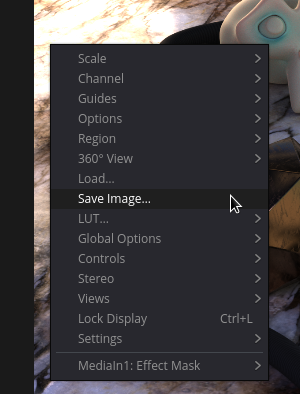 Scale
Channel
Guides
Options
Region
360° View
Load...
Save Image...
LUT...
Global Options
Controls
Stereo
Views
Lock Display Ctrl+L
Settings
MediaIn1: Effect Mask